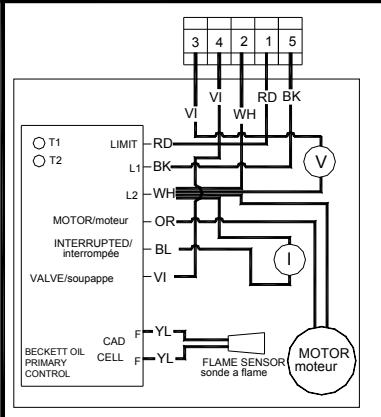 3 4 2 1 5
VI
VI
WH
RD
BK
T1
T2
LIMIT
RD
L1
BK
V
L2
WH
MOTOR/moteur
OR
INTERRUPTED/
interrompée
BL
I
VALVE/soupappe
VI
CAD
CELL
F
YL
F
YL
BECKETT OIL
PRIMARY
CONTROL
FLAME SENSOR
sonde a flame
MOTOR
moteur